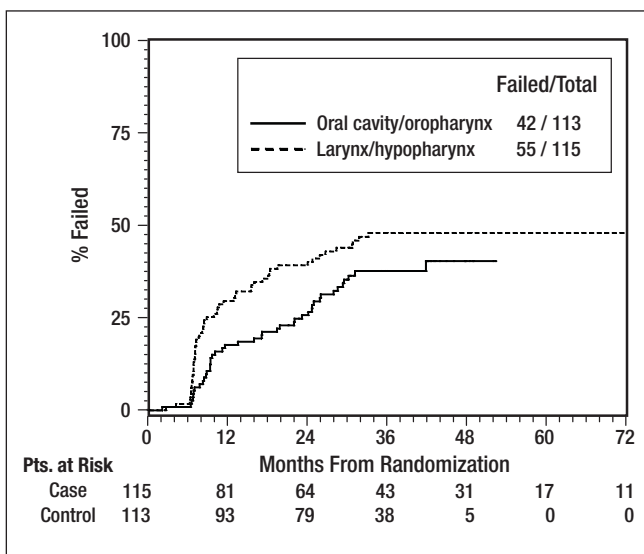 100
75
50
25
0
% Failed
Failed/Total
Oral cavity/oropharynx 42 / 113
Larynx/hypopharynx 55 / 115
0 12 24 36 48 60 72
Pts. at Risk Months From Randomization
Case 115 81 64 43 31 17 11
Control 113 93 79 38 5 0 0